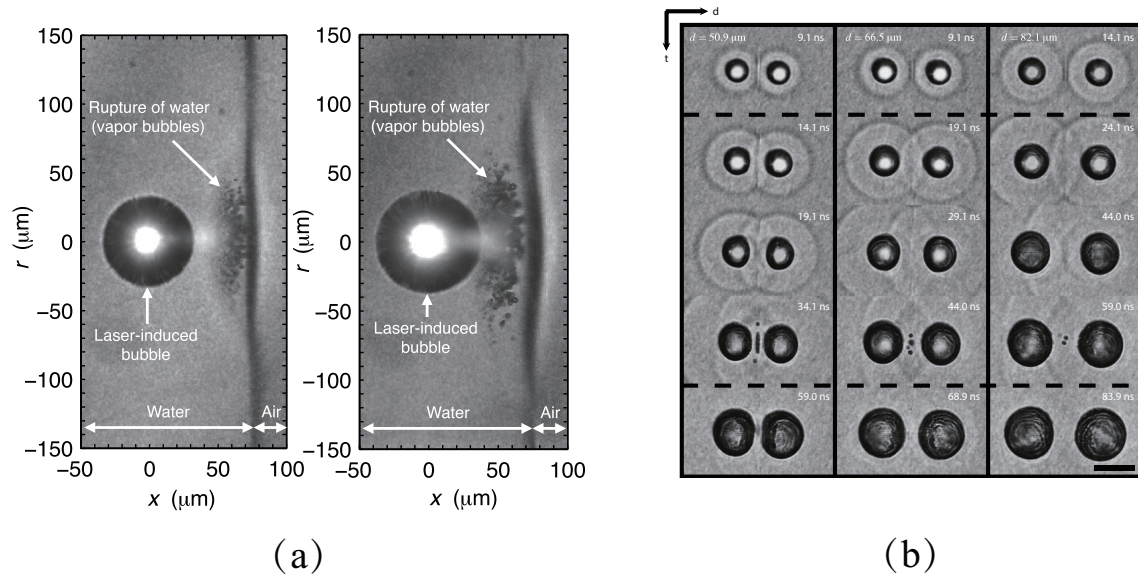 150
100
50
0
−50
−100
−150
r (μm)
Rupture of water
(vapor bubbles)
Laser-induced
bubble
Water
Air
−50
0
50
100
x (μm)
150
100
50
0
−50
−100
−150
r (μm)
Rupture of water
(vapor bubbles)
Laser-induced
bubble
Water
Air
−50
0
50
100
x (μm)
(a)
d
t
d = 50.9 μm 9.1 ns
d = 66.5 μm 9.1 ns
d = 82.1 μm 14.1 ns
14.1 ns
19.1 ns
24.1 ns
19.1 ns
29.1 ns
44.0 ns
34.1 ns
44.0 ns
59.0 ns
59.0 ns
68.9 ns
83.9 ns
(b)